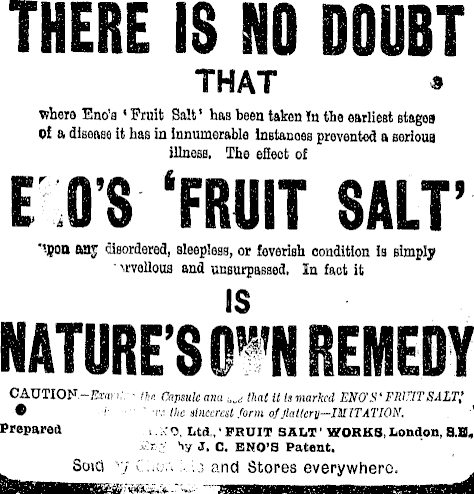 THERE IS NO DOUBT
THAT
where Eno's 'Fruit Salt' has been taken in the earliest stages
of a disease it has in innumerable instances prevented a serious
illness. The effect of
ENO'S 'FRUIT SALT'
upon any disordered, sleepless, or feverish condition is simply
marvellous and unsurpassed. In fact it
IS
NATURE'S OWN REMEDY
CAUTION.—Examine the Capsule and see that it is marked ENO'S 'FRUIT SALT,'
the sincerest form of flattery—IMITATION.
Prepared ENO, Ltd., 'FRUIT SALT' WORKS, London, S.E.,
by J. C. ENO'S Patent.
Sold by and Stores everywhere.